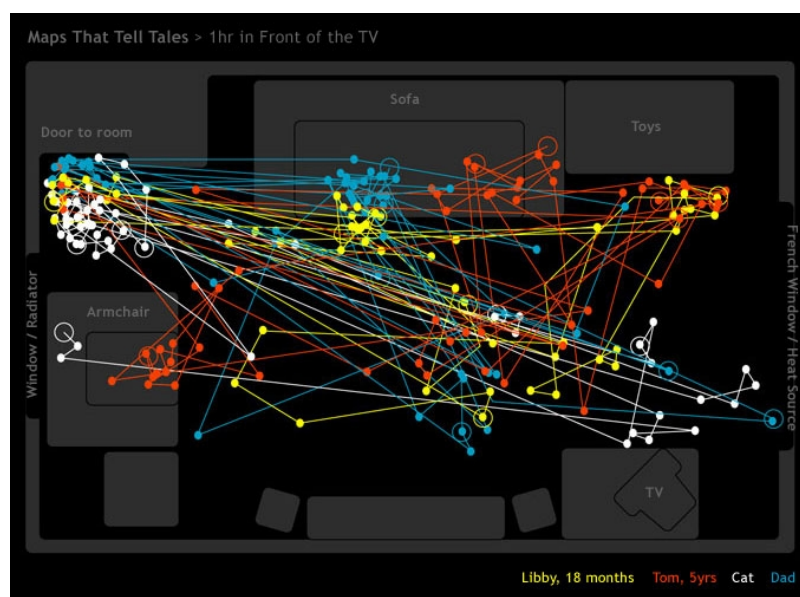 Maps That Tell Tales > 1hr in Front of the TV
Sofa
Toys
Door to room
Window / Radiator
Armchair
French Window / Heat Source
TV
Libby, 18 months Tom, 5yrs Cat Dad